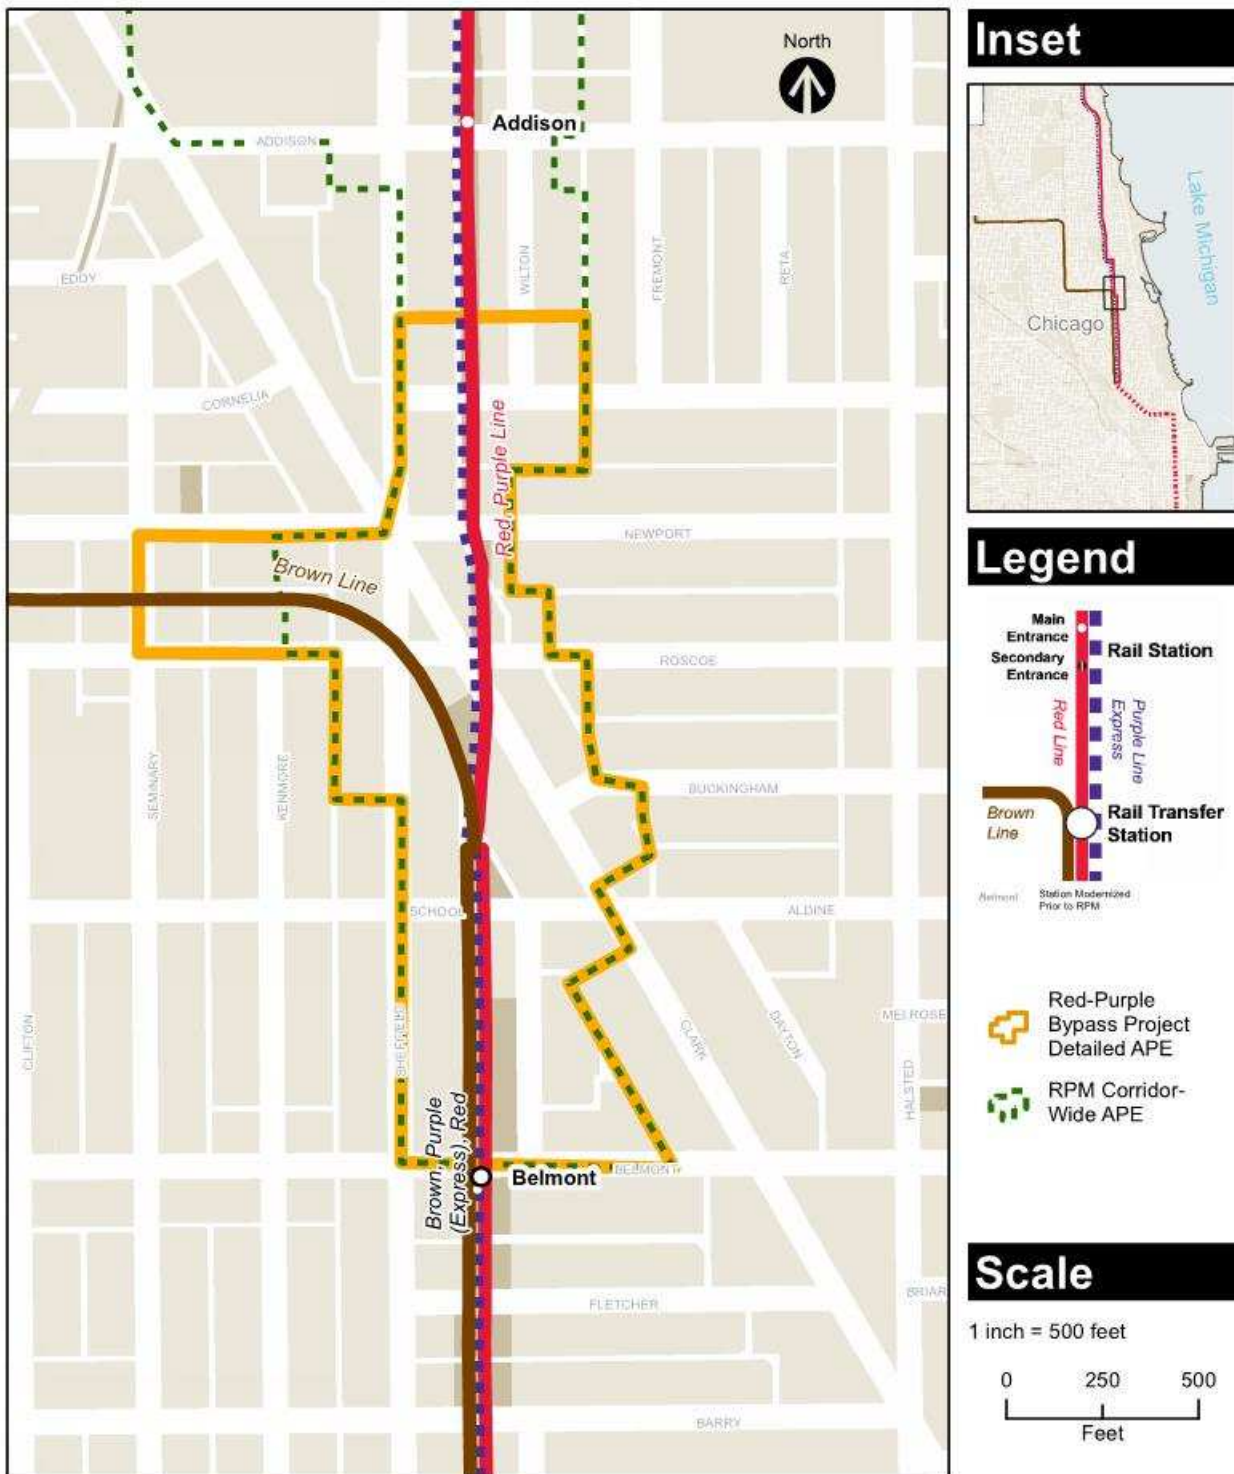 North
Addison
ADDISON
WILTON
FREMONT
RETA
EDDY
CORNELIA
Red, Purple Line
NEWPORT
Brown Line
ROSCOE
SEMINARY
KENMORE
BUCKINGHAM
SCHOOL
ALDINE
CLIFTON
SHEFFIELD
CLARK
DAYTON
MELROSE
HALSTED
Brown, Purple
(Express), Red
BELMONT
Belmont
FLETCHER
BRIAR
BARRY
Inset
Lake Michigan
Chicago
Legend
Main
Entrance
Secondary
Entrance
Rail Station
Red Line
Purple Line
Express
Brown
Line
Rail Transfer
Station
Belmont
Station Modernized
Prior to RPM
Red-Purple
Bypass Project
Detailed APE
RPM Corridor-
Wide APE
Scale
1 inch = 500 feet
0 250 500
Feet